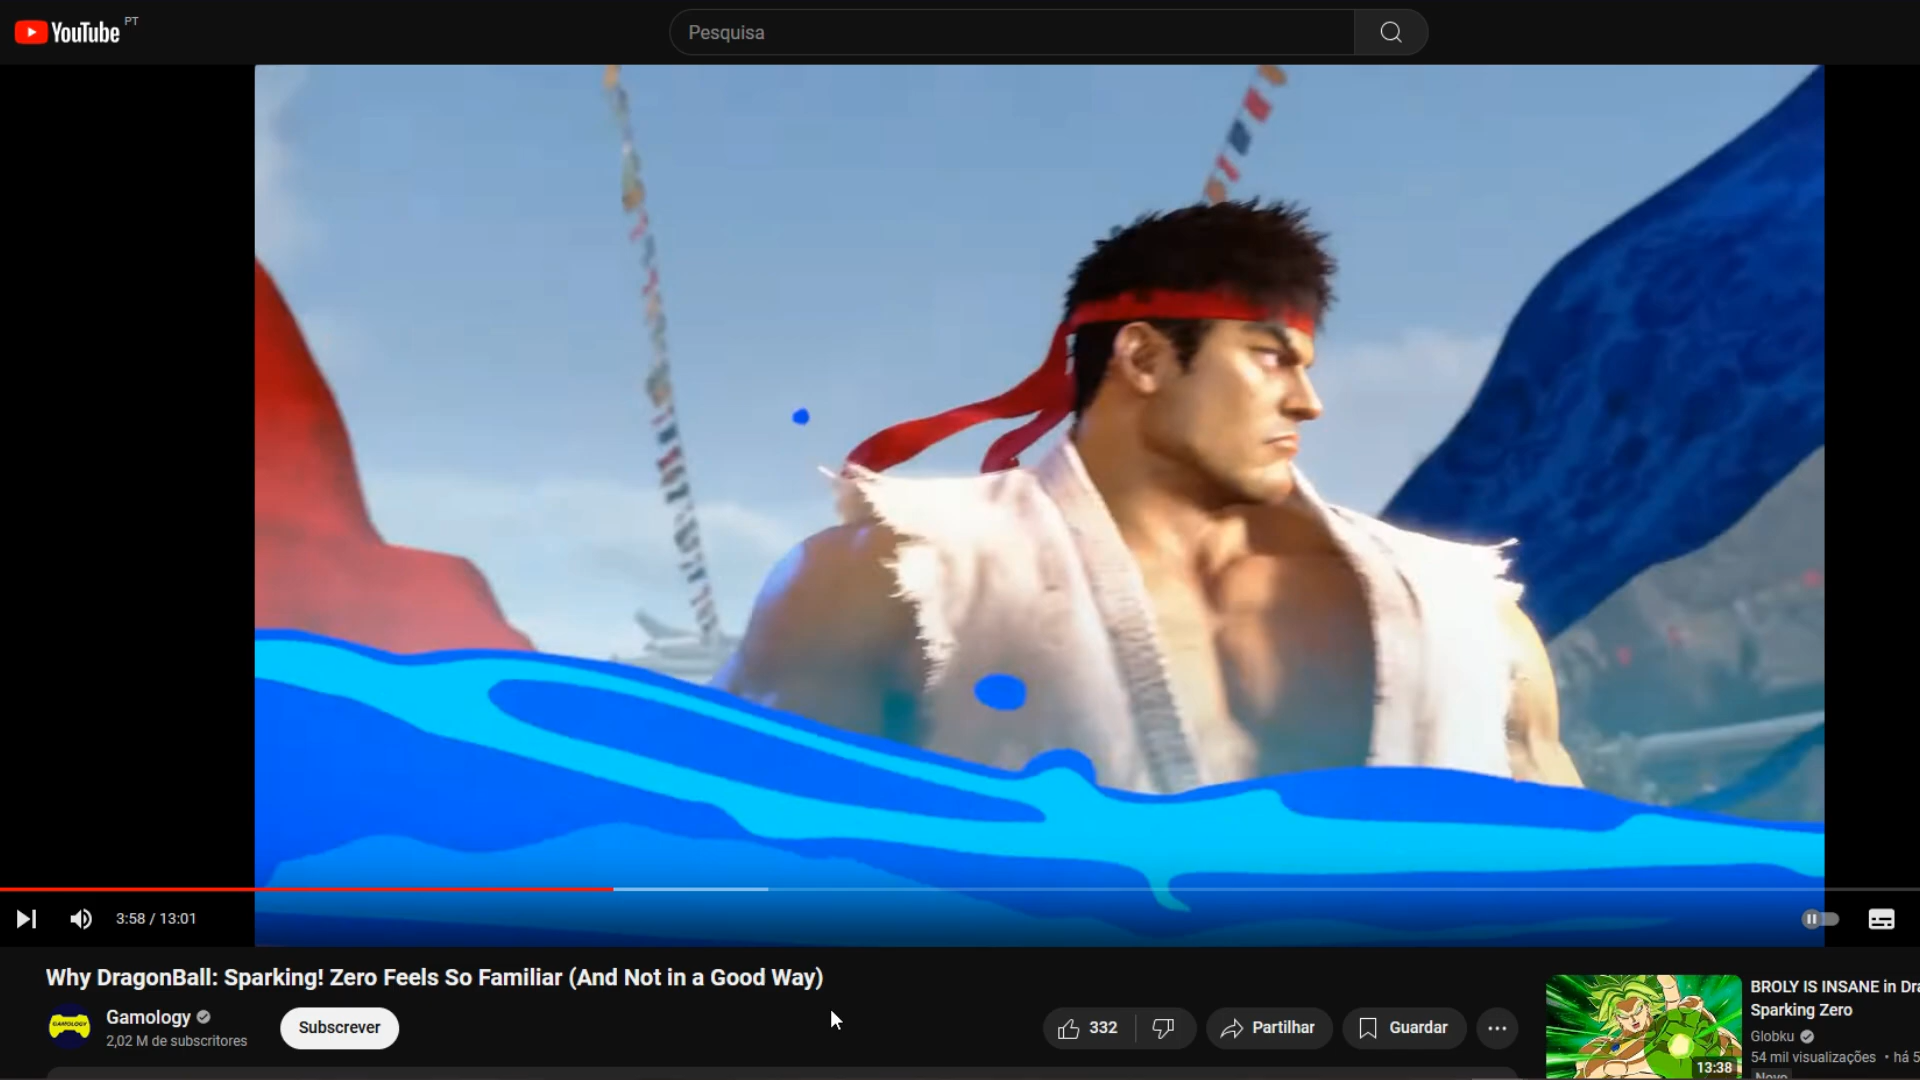 YouTube PT
Pesquisa
3:58 / 13:01
Why DragonBall: Sparking! Zero Feels So Familiar (And Not in a Good Way)
GAMOLOGY
Gamology
2,02 M de subscritores
Subscrever
332
Partilhar
Guardar
13:38
BROLY IS INSANE in Dra
Sparking Zero
Globku
54 mil visualizações • há 5
Novo